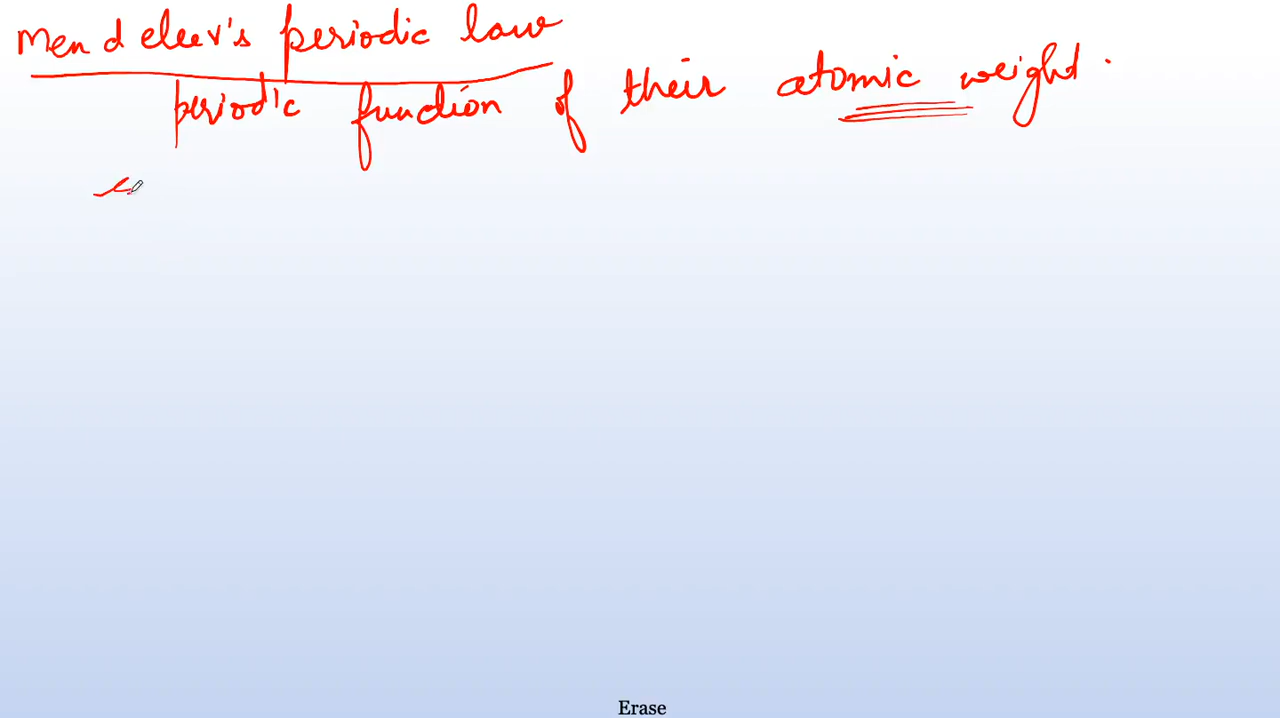 Mendeleev's periodic law
periodic function of their atomic weight.
Erase